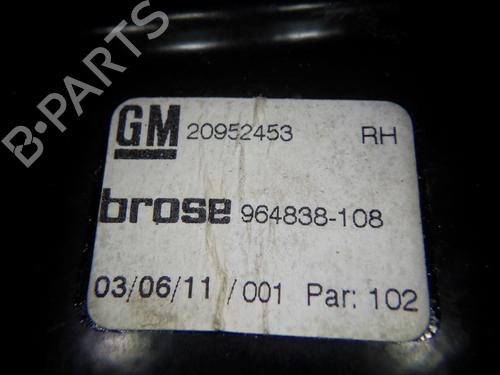 B-PARTS
GM 20952453 RH
brose 964838-108
03/06/11 / 001 Par: 102